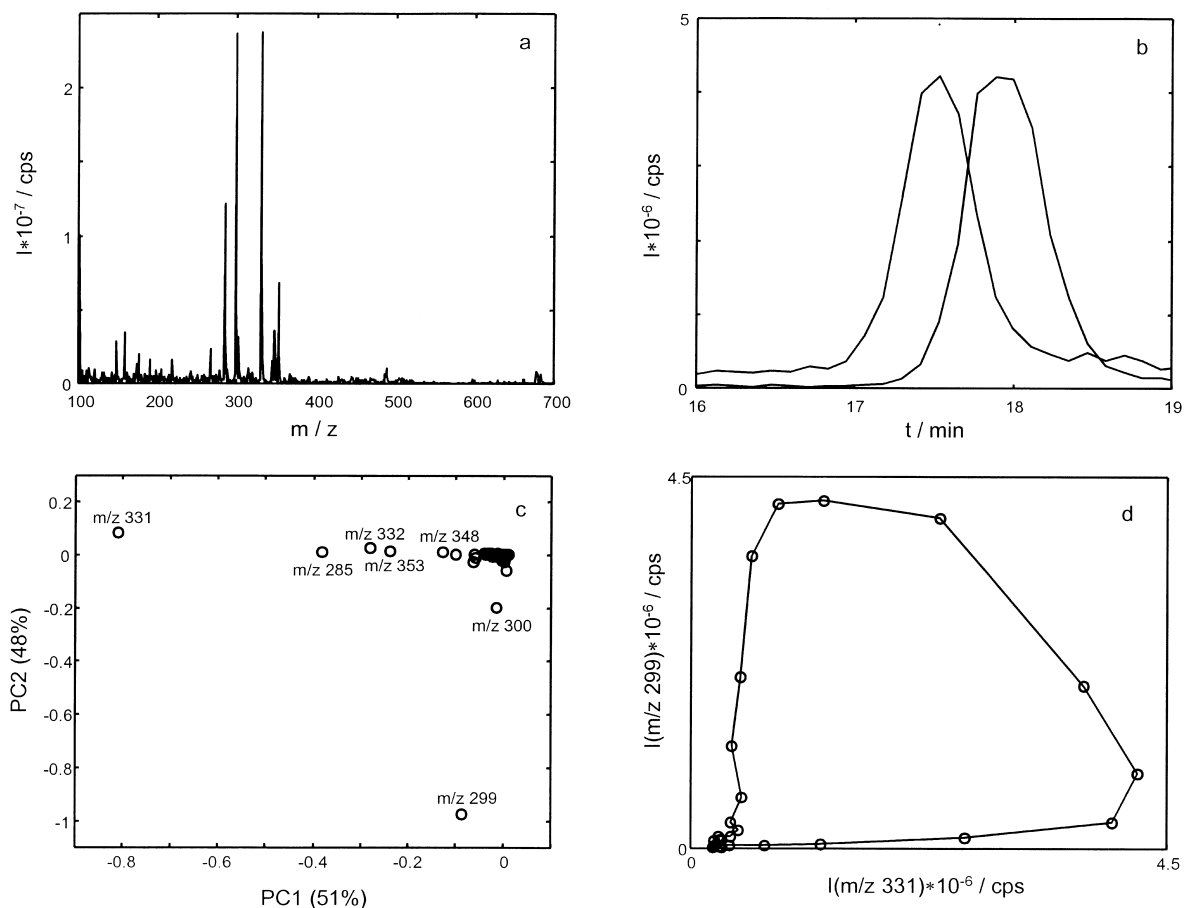 a
2
1
0
I*10-7 / cps
100 200 300 400 500 600 700
m / z
b
5
0
I*10-6 / cps
16 17 18 19
t / min
c
0.2
0
-0.2
-0.4
-0.6
-0.8
-1
PC2 (48%)
m/z 331
m/z 332
m/z 348
m/z 285
m/z 353
m/z 300
m/z 299
-0.8 -0.6 -0.4 -0.2 0
PC1 (51%)
d
4.5
0
I(m/z 299)*10-6 / cps
0 4.5
I(m/z 331)*10-6 / cps